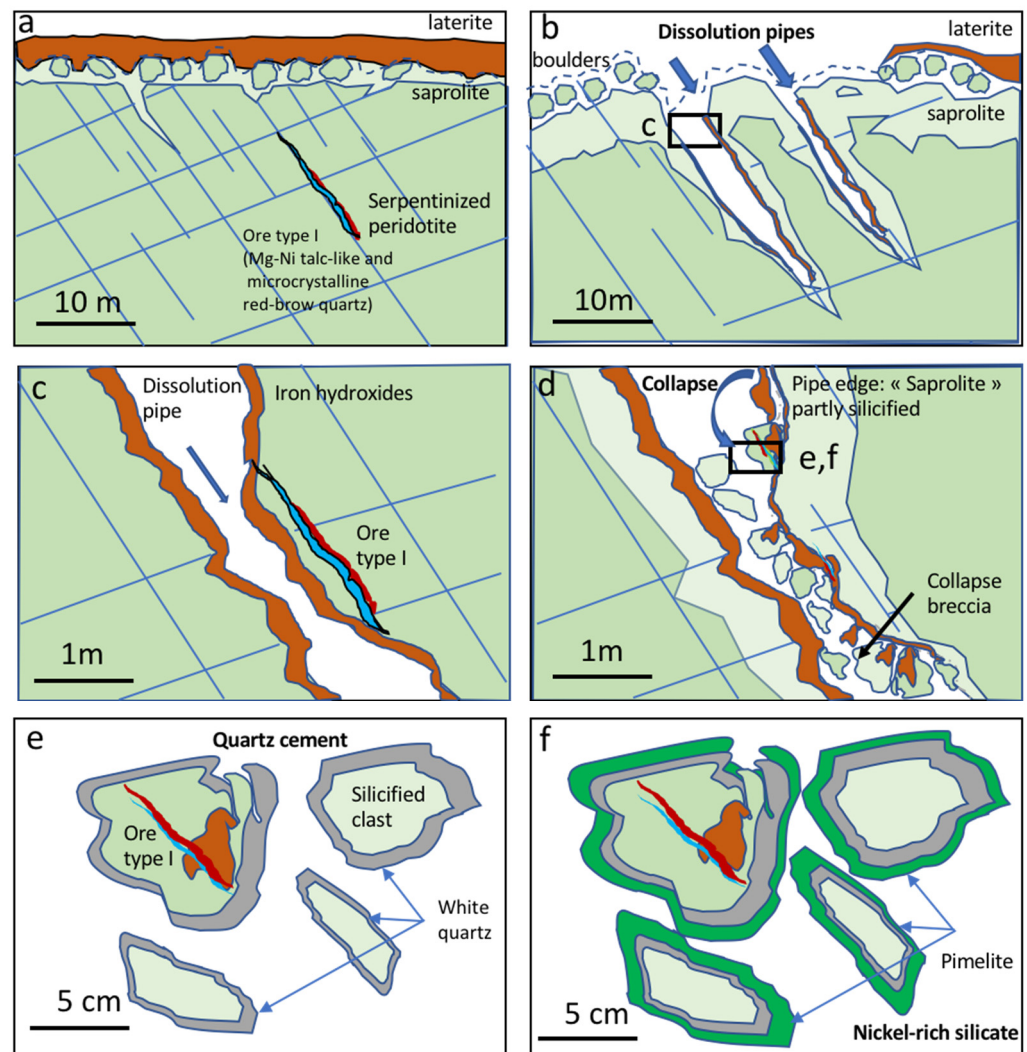 a
laterite
saprolite
Serpentinized
peridotite
Ore type I
(Mg-Ni talc-like and
microcrystalline
red-brow quartz)
10 m
b
Dissolution pipes
laterite
boulders
saprolite
c
10m
c
Dissolution
pipe
Iron hydroxides
Ore
type I
1m
d
Collapse
Pipe edge: « Saprolite »
partly silicified
e,f
Collapse
breccia
1m
e
Quartz cement
Silicified
clast
Ore
type I
White
quartz
5 cm
f
Pimelite
5 cm
Nickel-rich silicate